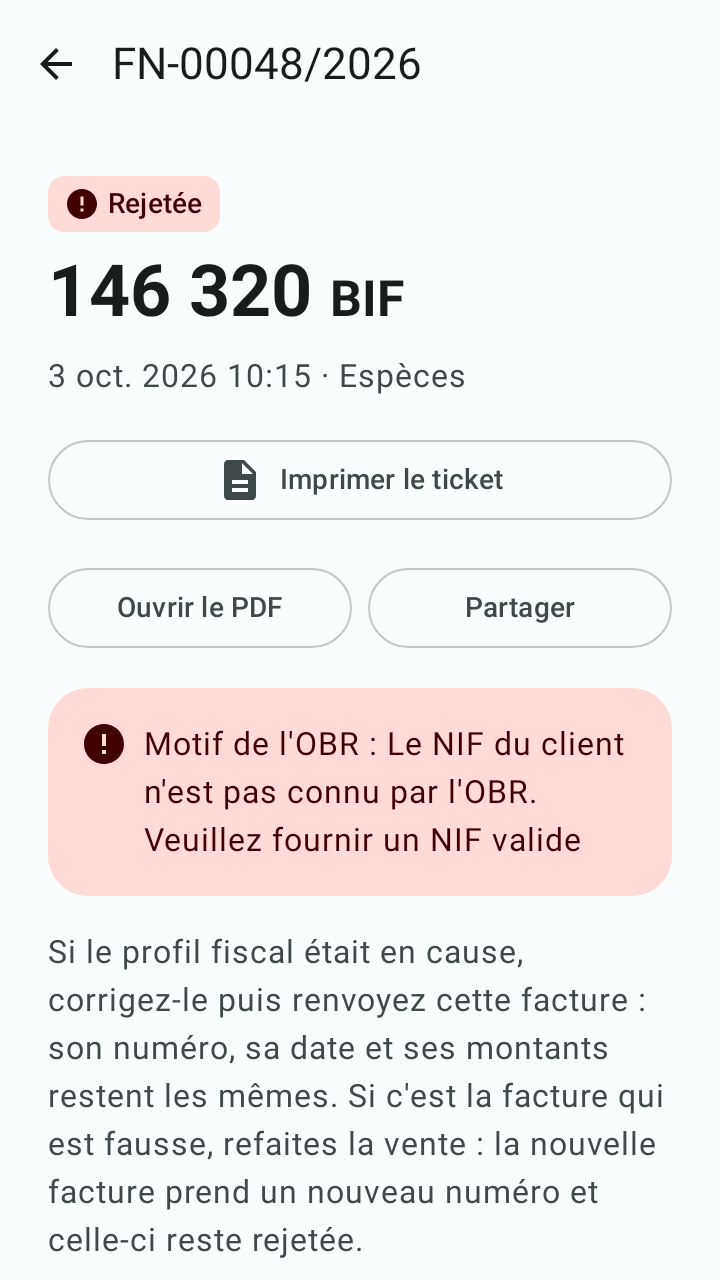 FN-00048/2026
Rejetée
146 320 BIF
3 oct. 2026 10:15 · Espèces
Imprimer le ticket
Ouvrir le PDF
Partager
Motif de l'OBR : Le NIF du client
n'est pas connu par l'OBR.
Veuillez fournir un NIF valide
Si le profil fiscal était en cause,
corrigez-le puis renvoyez cette facture :
son numéro, sa date et ses montants
restent les mêmes. Si c'est la facture qui
est fausse, refaites la vente : la nouvelle
facture prend un nouveau numéro et
celle-ci reste rejetée.